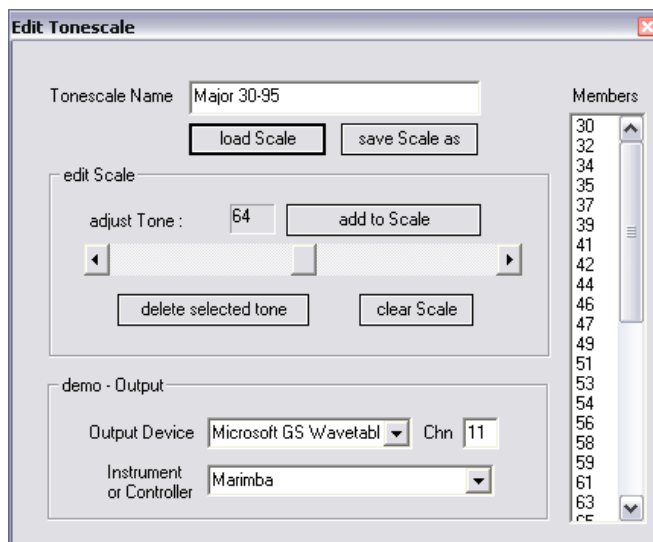 Edit Tonescale
Tonescale Name
Major 30-95
Members
load Scale
save Scale as
edit Scale
adjust Tone :
64
add to Scale
delete selected tone
clear Scale
demo - Output
Output Device
Microsoft GS Wavetabl
Chn
11
Instrument
or Controller
Marimba
30
32
34
35
37
39
41
42
44
46
47
49
51
53
54
56
58
59
61
63